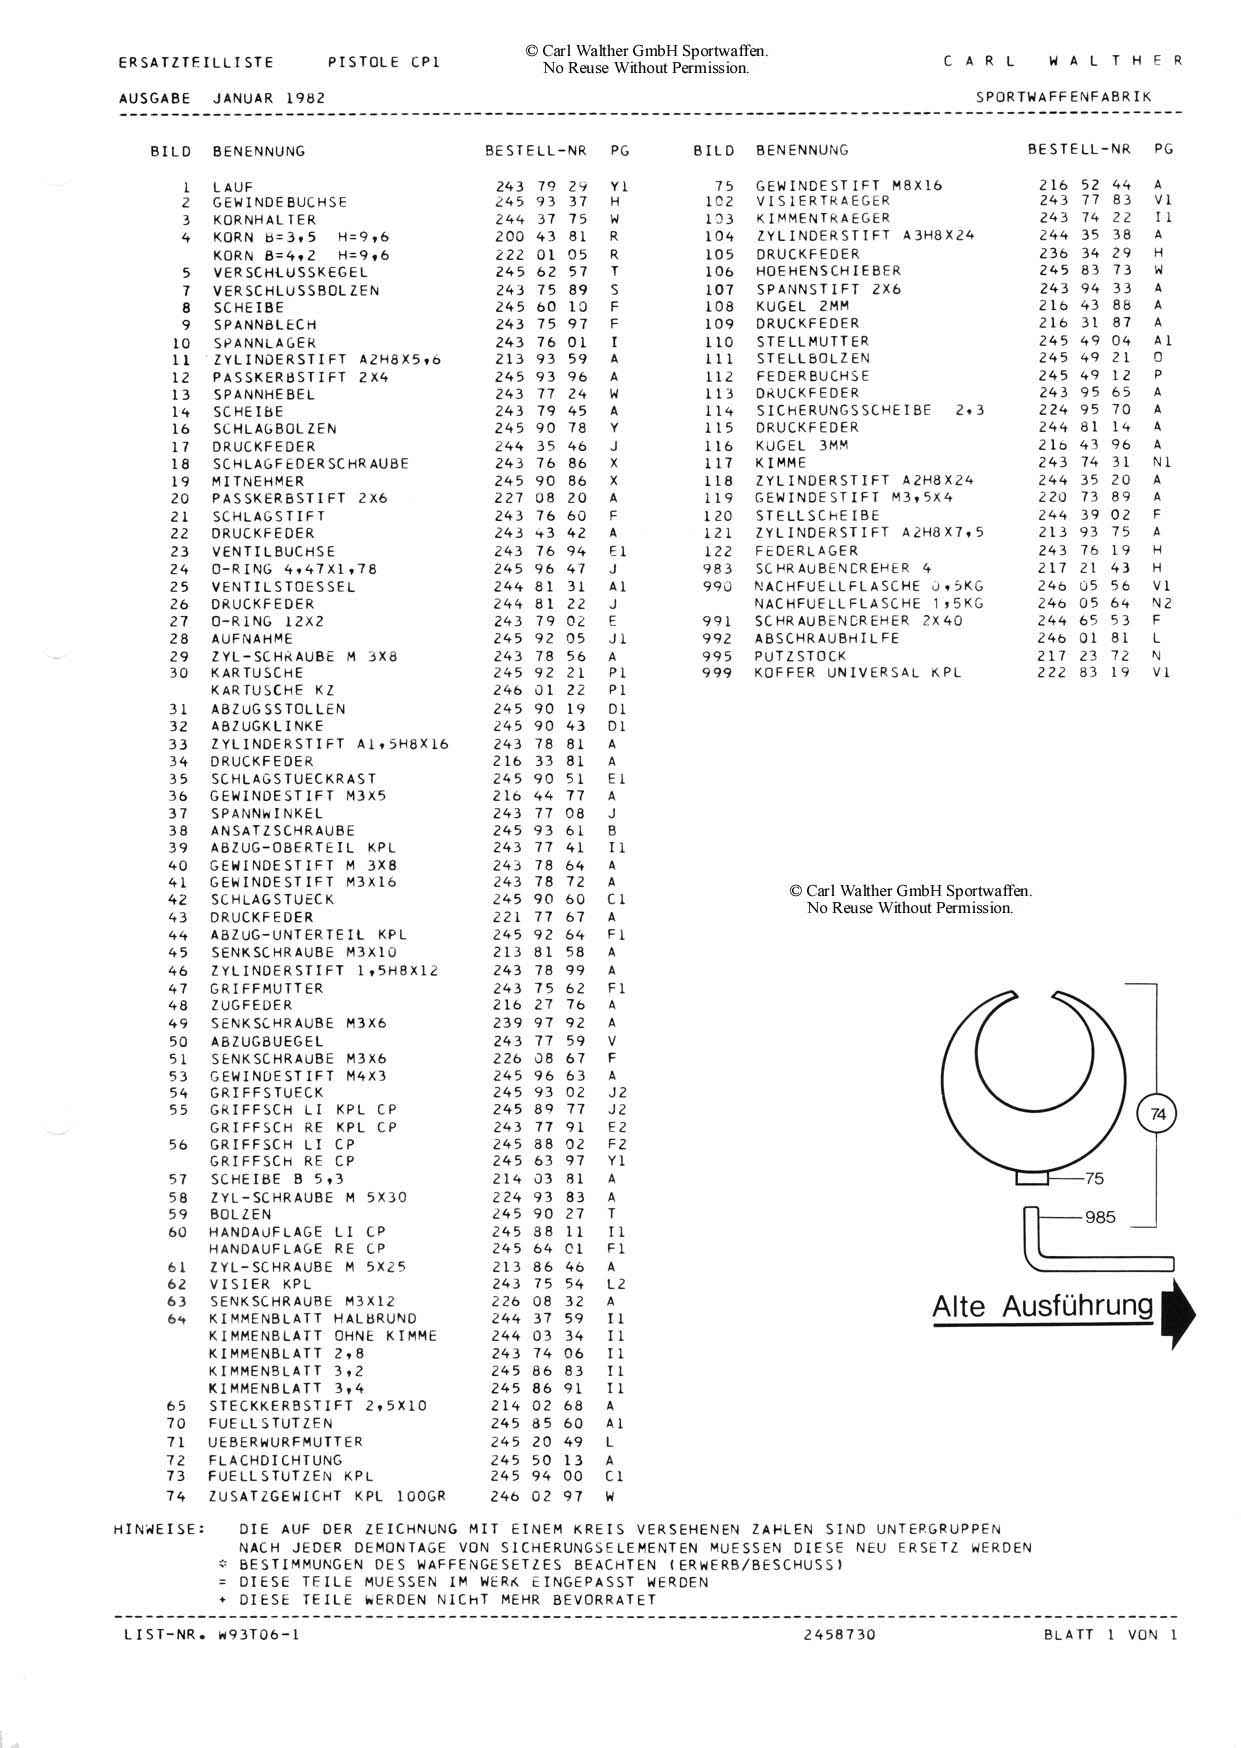 © Carl Walther GmbH Sportwaffen.
No Reuse Without Permission.
ERSATZTEILLISTE PISTOLE CP1
CARL WALTHER
AUSGABE JANUAR 1982
SPORTWAFFENFABRIK
BILD BENENNUNG BESTELL-NR PG
1 LAUF 243 79 29 Y1
2 GEWINDEBUCHSE 245 93 37 H
3 KORNHALTER 244 37 75 W
4 KORN B=3,5 H=9,6 200 43 81 R
KORN B=4,2 H=9,6 222 01 05 R
5 VERSCHLUSSKEGEL 245 62 57 T
7 VERSCHLUSSBOLZEN 243 75 89 S
8 SCHEIBE 245 60 10 F
9 SPANNBLECH 243 75 97 F
10 SPANNLAGER 243 76 01 I
11 ZYLINDERSTIFT A2H8X5,6 213 93 59 A
12 PASSKERBSTIFT 2X4 245 93 96 A
13 SPANNHEBEL 243 77 24 W
14 SCHEIBE 243 79 45 A
16 SCHLAGBOLZEN 245 90 78 Y
17 DRUCKFEDER 244 35 46 J
18 SCHLAGFEDERSCHRAUBE 243 76 86 X
19 MITNEHMER 245 90 86 X
20 PASSKERBSTIFT 2X6 227 08 20 A
21 SCHLAGSTIFT 243 76 60 F
22 DRUCKFEDER 243 43 42 A
23 VENTILBUCHSE 243 76 94 E1
24 O-RING 4,47X1,78 245 96 47 J
25 VENTILSTOESSEL 244 81 31 A1
26 DRUCKFEDER 244 81 22 J
27 O-RING 12X2 243 79 02 E
28 AUFNAHME 245 92 05 J1
29 ZYL-SCHRAUBE M 3X8 243 78 56 A
30 KARTUSCHE 245 92 21 P1
KARTUSCHE KZ 246 01 22 P1
31 ABZUGSSTOLLEN 245 90 19 D1
32 ABZUGKLINKE 245 90 43 D1
33 ZYLINDERSTIFT A1,5H8X16 243 78 81 A
34 DRUCKFEDER 216 33 81 A
35 SCHLAGSTUECKRAST 245 90 51 E1
36 GEWINDESTIFT M3X5 216 44 77 A
37 SPANNWINKEL 243 77 08 J
38 ANSATZSCHRAUBE 245 93 61 B
39 ABZUG-OBERTEIL KPL 243 77 41 I1
40 GEWINDESTIFT M 3X8 243 78 64 A
41 GEWINDESTIFT M3X16 243 78 72 A
42 SCHLAGSTUECK 245 90 60 C1
43 DRUCKFEDER 221 77 67 A
44 ABZUG-UNTERTEIL KPL 245 92 64 F1
45 SENKSCHRAUBE M3X10 213 81 58 A
46 ZYLINDERSTIFT 1,5H8X12 243 78 99 A
47 GRIFFMUTTER 243 75 62 F1
48 ZUGFEDER 216 27 76 A
49 SENKSCHRAUBE M3X6 239 97 92 A
50 ABZUGBUEGEL 243 77 59 V
51 SENKSCHRAUBE M3X6 226 08 67 F
53 GEWINDESTIFT M4X3 245 96 63 A
54 GRIFFSTUECK 245 93 02 J2
55 GRIFFSCH LI KPL CP 245 89 77 J2
GRIFFSCH RE KPL CP 243 77 91 E2
56 GRIFFSCH LI CP 245 88 02 F2
GRIFFSCH RE CP 245 63 97 Y1
57 SCHEIBE B 5,3 214 03 81 A
58 ZYL-SCHRAUBE M 5X30 224 93 83 A
59 BOLZEN 245 90 27 T
60 HANDAUFLAGE LI CP 245 88 11 I1
HANDAUFLAGE RE CP 245 64 01 F1
61 ZYL-SCHRAUBE M 5X25 213 86 46 A
62 VISIER KPL 243 75 54 L2
63 SENKSCHRAUBE M3X12 226 08 32 A
64 KIMMENBLATT HALBRUND 244 37 59 I1
KIMMENBLATT OHNE KIMME 244 03 34 I1
KIMMENBLATT 2,8 243 74 06 I1
KIMMENBLATT 3,2 245 86 83 I1
KIMMENBLATT 3,4 245 86 91 I1
65 STECKKERBSTIFT 2,5X10 214 02 68 A
70 FUELLSTUTZEN 245 85 60 A1
71 UEBERWURFMUTTER 245 20 49 L
72 FLACHDICHTUNG 245 50 13 A
73 FUELLSTUTZEN KPL 245 94 00 C1
74 ZUSATZGEWICHT KPL 100GR 246 02 97 W
BILD BENENNUNG BESTELL-NR PG
75 GEWINDESTIFT M8X16 216 52 44 A
102 VISIERTRAEGER 243 77 83 V1
103 KIMMENTRAEGER 243 74 22 I1
104 ZYLINDERSTIFT A3H8X24 244 35 38 A
105 DRUCKFEDER 236 34 29 H
106 HOEHENSCHIEBER 245 83 73 W
107 SPANNSTIFT 2X6 243 94 33 A
108 KUGEL 2MM 216 43 88 A
109 DRUCKFEDER 216 31 87 A
110 STELLMUTTER 245 49 04 A1
111 STELLBOLZEN 245 49 21 O
112 FEDERBUCHSE 245 49 12 P
113 DRUCKFEDER 243 95 65 A
114 SICHERUNGSSCHEIBE 2,3 224 95 70 A
115 DRUCKFEDER 244 81 14 A
116 KUGEL 3MM 216 43 96 A
117 KIMME 243 74 31 N1
118 ZYLINDERSTIFT A2H8X24 244 35 20 A
119 GEWINDESTIFT M3,5X4 220 73 89 A
120 STELLSCHEIBE 244 39 02 F
121 ZYLINDERSTIFT A2H8X7,5 213 93 75 A
122 FEDERLAGER 243 76 19 H
983 SCHRAUBENDREHER 4 217 21 43 H
990 NACHFUELLFLASCHE 0,5KG 246 05 56 V1
NACHFUELLFLASCHE 1,5KG 246 05 64 N2
991 SCHRAUBENDREHER 2X40 244 65 53 F
992 ABSCHRAUBHILFE 246 01 81 L
995 PUTZSTOCK 217 23 72 N
999 KOFFER UNIVERSAL KPL 222 83 19 V1
© Carl Walther GmbH Sportwaffen.
No Reuse Without Permission.
74
75
985
Alte Ausführung
HINWEISE: DIE AUF DER ZEICHNUNG MIT EINEM KREIS VERSEHENEN ZAHLEN SIND UNTERGRUPPEN
NACH JEDER DEMONTAGE VON SICHERUNGSELEMENTEN MUESSEN DIESE NEU ERSETZ WERDEN
* BESTIMMUNGEN DES WAFFENGESETZES BEACHTEN (ERWERB/BESCHUSS)
= DIESE TEILE MUESSEN IM WERK EINGEPASST WERDEN
+ DIESE TEILE WERDEN NICHT MEHR BEVORRATET
LIST-NR. W93T06-1 2458730 BLATT 1 VON 1